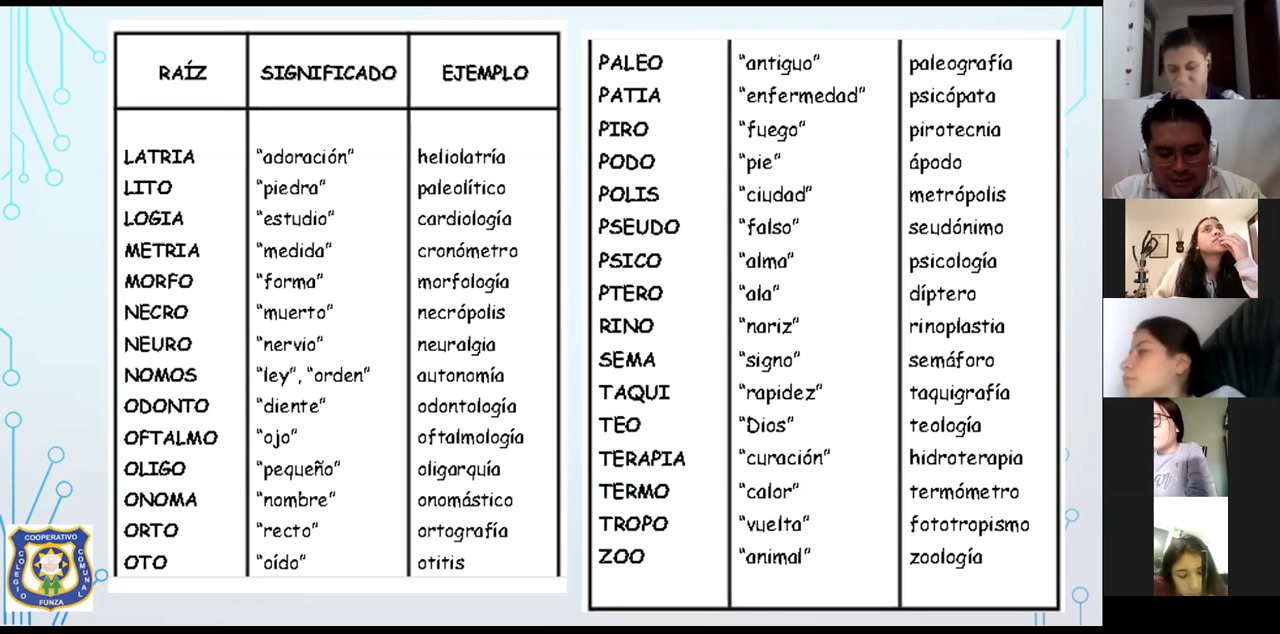 RAÍZ SIGNIFICADO EJEMPLO
LATRIA "adoración" heliolatría
LITO "piedra" paleolítico
LOGIA "estudio" cardiología
METRIA "medida" cronómetro
MORFO "forma" morfología
NECRO "muerto" necrópolis
NEURO "nervio" neuralgia
NOMOS "ley", "orden" autonomía
ODONTO "diente" odontología
OFTALMO "ojo" oftalmología
OLIGO "pequeño" oligarquía
ONOMA "nombre" onomástico
ORTO "recto" ortografía
OTO "oído" otitis
PALEO "antiguo" paleografía
PATIA "enfermedad" psicópata
PIRO "fuego" pirotecnia
PODO "pie" ápodo
POLIS "ciudad" metrópolis
PSEUDO "falso" seudónimo
PSICO "alma" psicología
PTERO "ala" díptero
RINO "nariz" rinoplastia
SEMA "signo" semáforo
TAQUI "rapidez" taquigrafía
TEO "Dios" teología
TERAPIA "curación" hidroterapia
TERMO "calor" termómetro
TROPO "vuelta" fototropismo
ZOO "animal" zoología
COOPERATIVO
COLEGIO
COMUNAL
FUNZA